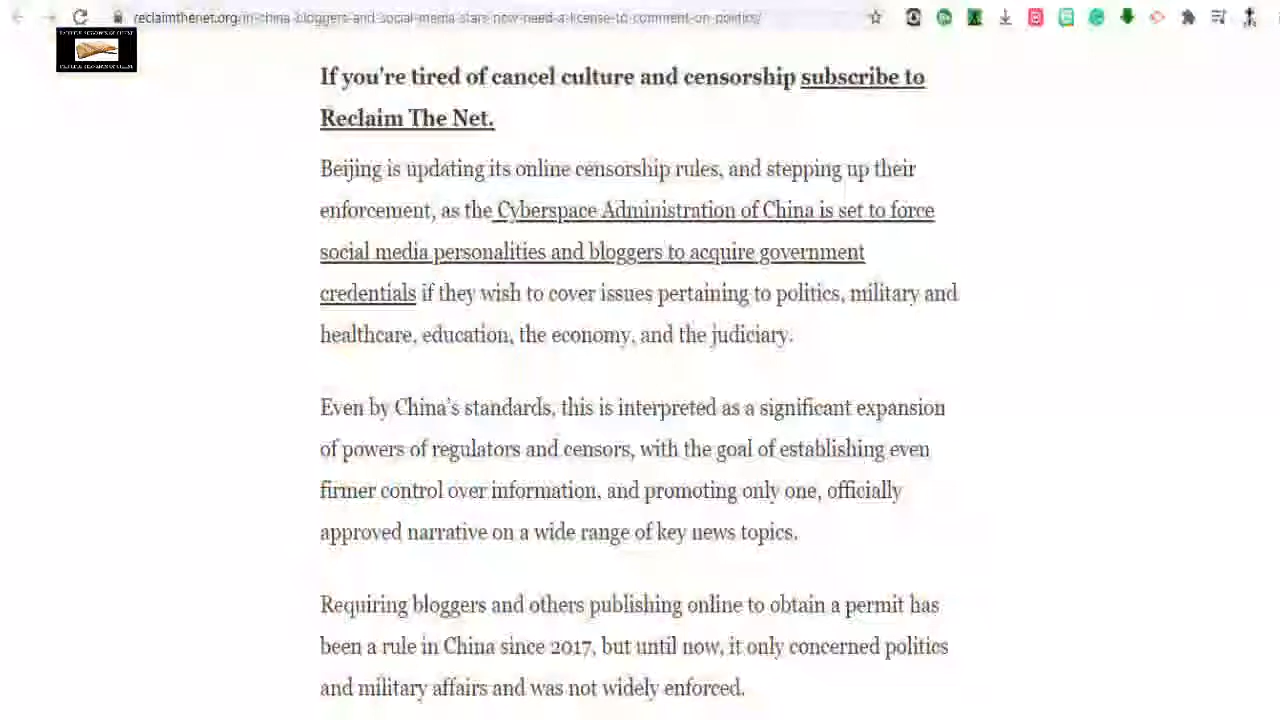 reclaimthenet.org/in-china-bloggers-and-social-media-stars-now-need-a-license-to-comment-on-politics/
If you're tired of cancel culture and censorship subscribe to
Reclaim The Net.
Beijing is updating its online censorship rules, and stepping up their
enforcement, as the Cyberspace Administration of China is set to force
social media personalities and bloggers to acquire government
credentials if they wish to cover issues pertaining to politics, military and
healthcare, education, the economy, and the judiciary.
Even by China's standards, this is interpreted as a significant expansion
of powers of regulators and censors, with the goal of establishing even
firmer control over information, and promoting only one, officially
approved narrative on a wide range of key news topics.
Requiring bloggers and others publishing online to obtain a permit has
been a rule in China since 2017, but until now, it only concerned politics
and military affairs and was not widely enforced.